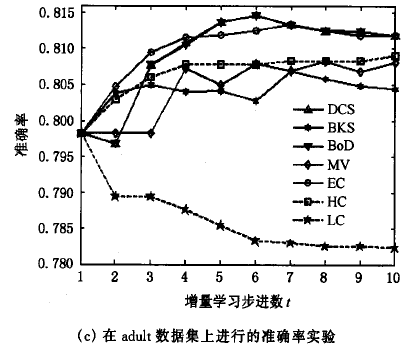 0.815
0.810
0.805
0.800
0.795
0.790
0.785
0.780
准确率
DCS
BKS
BoD
MV
EC
HC
LC
1 2 3 4 5 6 7 8 9 10
增量学习步进数 t
(c) 在 adult 数据集上进行的准确率实验